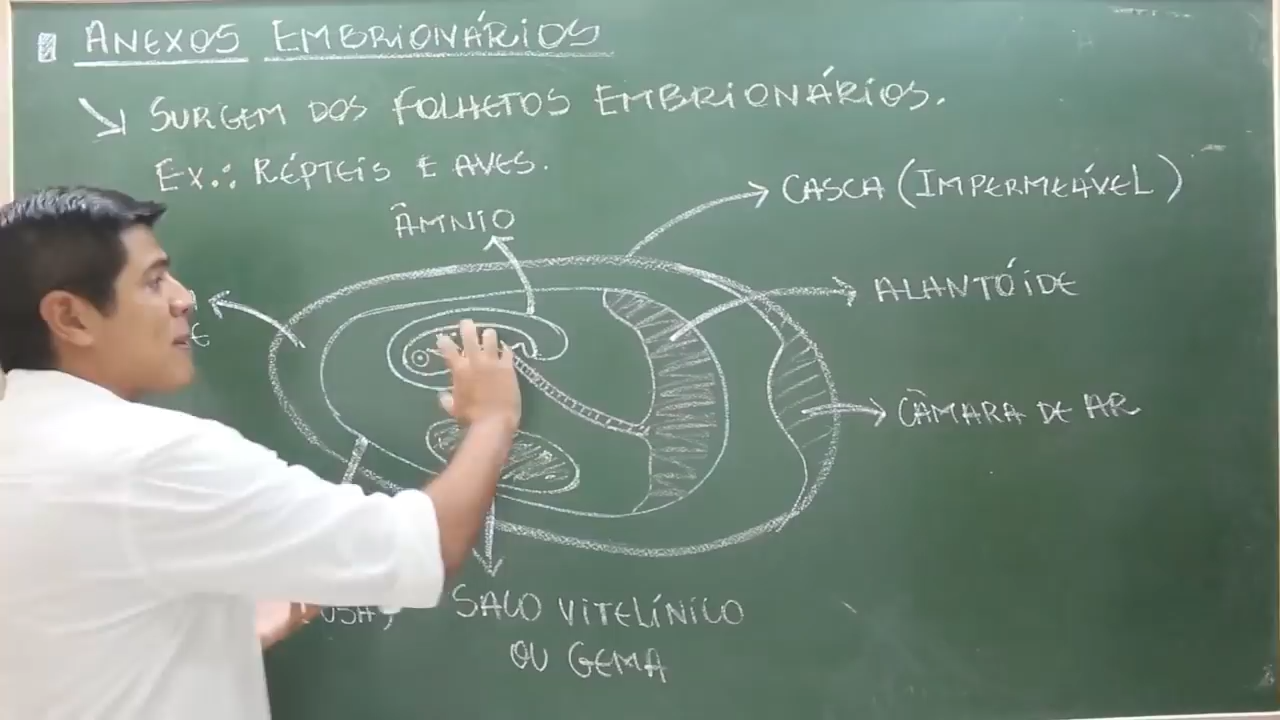 ANEXOS EMBRIONÁRIOS
SURGEM DOS FOLHETOS EMBRIONÁRIOS.
Ex.: RÉPTEIS E AVES.
CASCA (IMPERMEÁVEL)
ÂMNIO
ALANTÓIDE
CÂMARA DE AR
SACO VITELÍNICO
OU GEMA